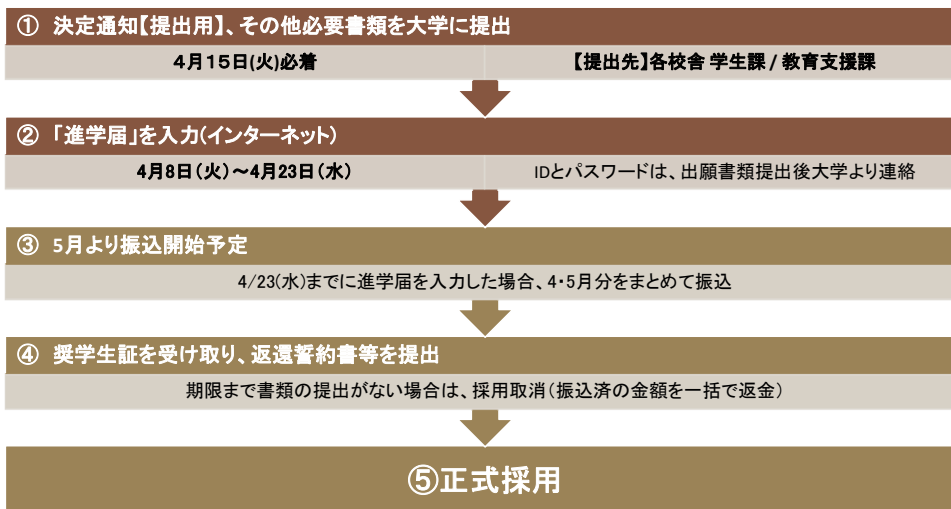 ① 決定通知【提出用】、その他必要書類を大学に提出
4月15日(火)必着
【提出先】各校舎 学生課 / 教育支援課
② 「進学届」を入力(インターネット)
4月8日(火)～4月23日(水)
IDとパスワードは、出願書類提出後大学より連絡
③ 5月より振込開始予定
4/23(水)までに進学届を入力した場合、4・5月分をまとめて振込
④ 奨学生証を受け取り、返還誓約書等を提出
期限まで書類の提出がない場合は、採用取消(振込済の金額を一括で返金)
⑤正式採用